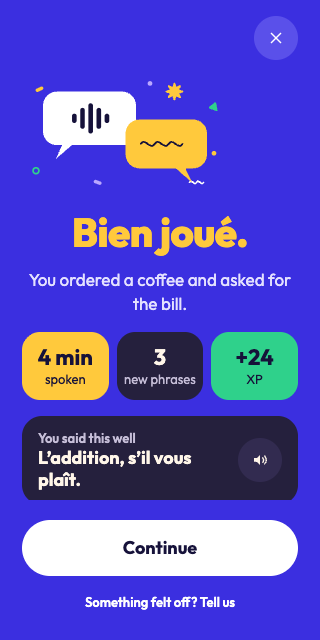 Bien joué.
You ordered a coffee and asked for
the bill.
4 min
spoken
3
new phrases
+24
XP
You said this well
L’addition, s’il vous
plaît.
Continue
Something felt off? Tell us